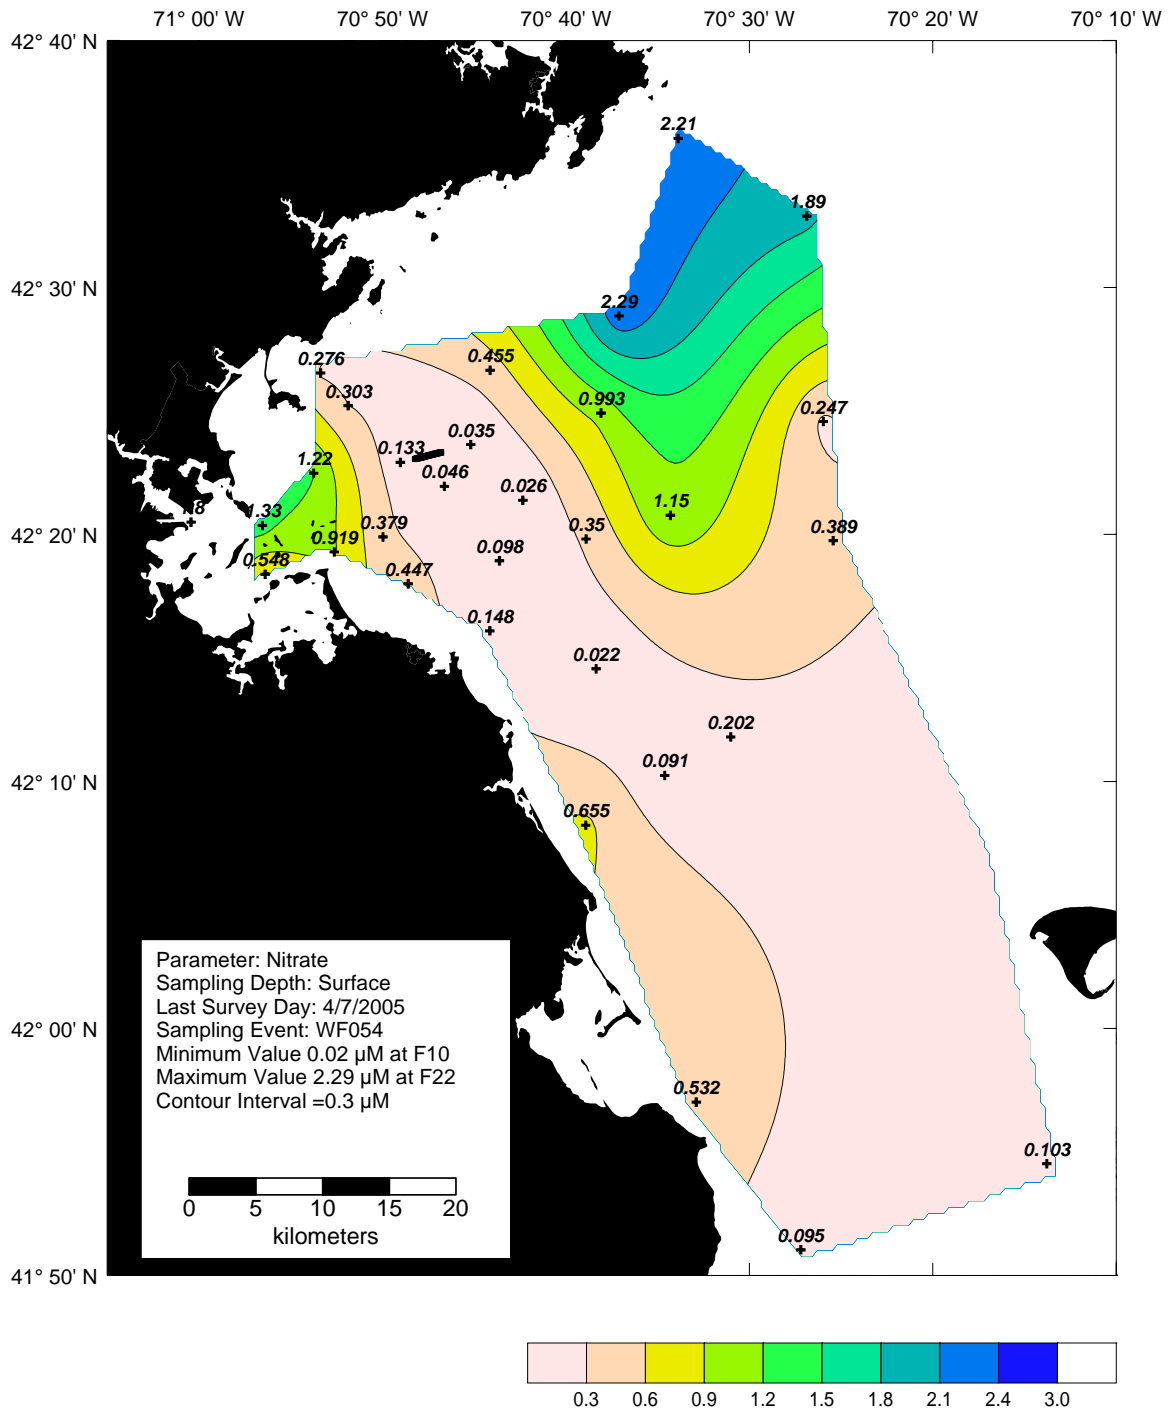 71° 00' W 70° 50' W 70° 40' W 70° 30' W 70° 20' W 70° 10' W
42° 40' N
2.21
1.89
42° 30' N
2.29
0.276
0.455
0.303
0.993
0.247
0.035
0.133
1.22
0.046
0.026
1.15
1.33
0.379
0.35
0.389
42° 20' N
0.919
0.098
0.548
0.447
0.148
0.022
0.202
42° 10' N
0.091
0.655
Parameter: Nitrate
Sampling Depth: Surface
Last Survey Day: 4/7/2005
Sampling Event: WF054
Minimum Value 0.02 µM at F10
Maximum Value 2.29 µM at F22
Contour Interval =0.3 µM
42° 00' N
0.532
0.103
0 5 10 15 20
kilometers
0.095
41° 50' N
0.3 0.6 0.9 1.2 1.5 1.8 2.1 2.4 3.0